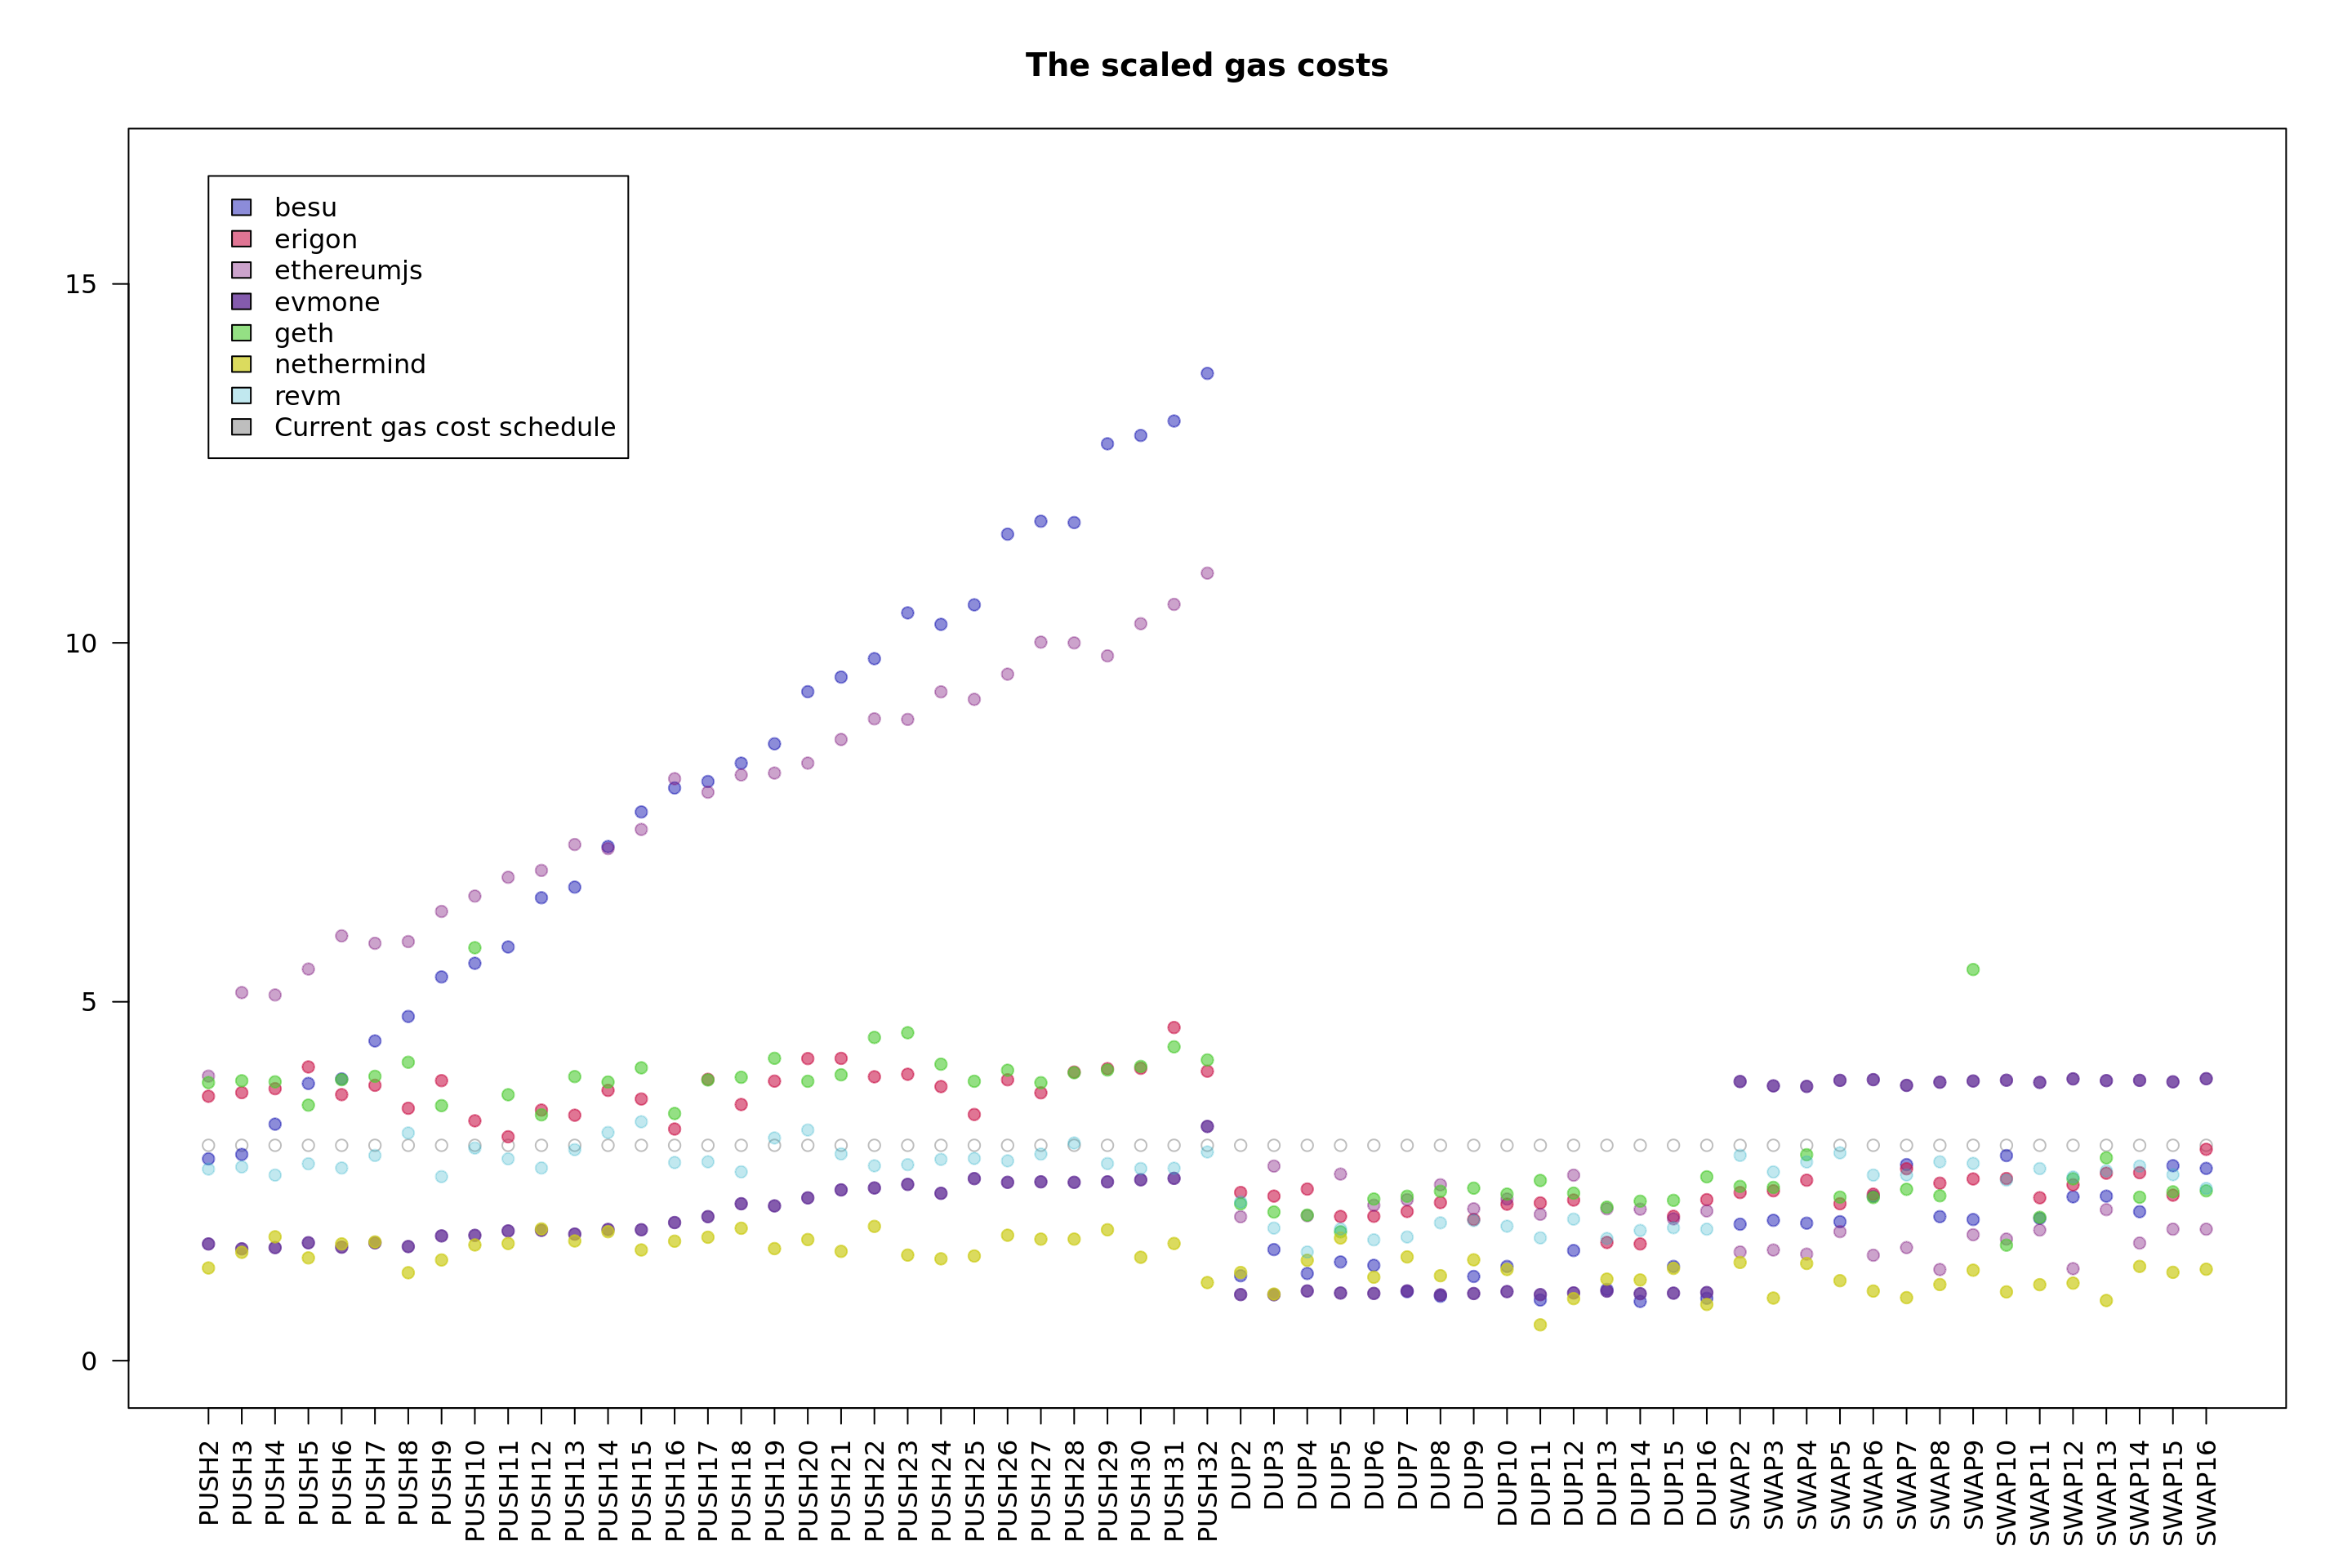 The scaled gas costs
besu
erigon
ethereumjs
evmone
geth
nethermind
revm
Current gas cost schedule
15
10
5
0
PUSH2
PUSH3
PUSH4
PUSH5
PUSH6
PUSH7
PUSH8
PUSH9
PUSH10
PUSH11
PUSH12
PUSH13
PUSH14
PUSH15
PUSH16
PUSH17
PUSH18
PUSH19
PUSH20
PUSH21
PUSH22
PUSH23
PUSH24
PUSH25
PUSH26
PUSH27
PUSH28
PUSH29
PUSH30
PUSH31
PUSH32
DUP2
DUP3
DUP4
DUP5
DUP6
DUP7
DUP8
DUP9
DUP10
DUP11
DUP12
DUP13
DUP14
DUP15
DUP16
SWAP2
SWAP3
SWAP4
SWAP5
SWAP6
SWAP7
SWAP8
SWAP9
SWAP10
SWAP11
SWAP12
SWAP13
SWAP14
SWAP15
SWAP16